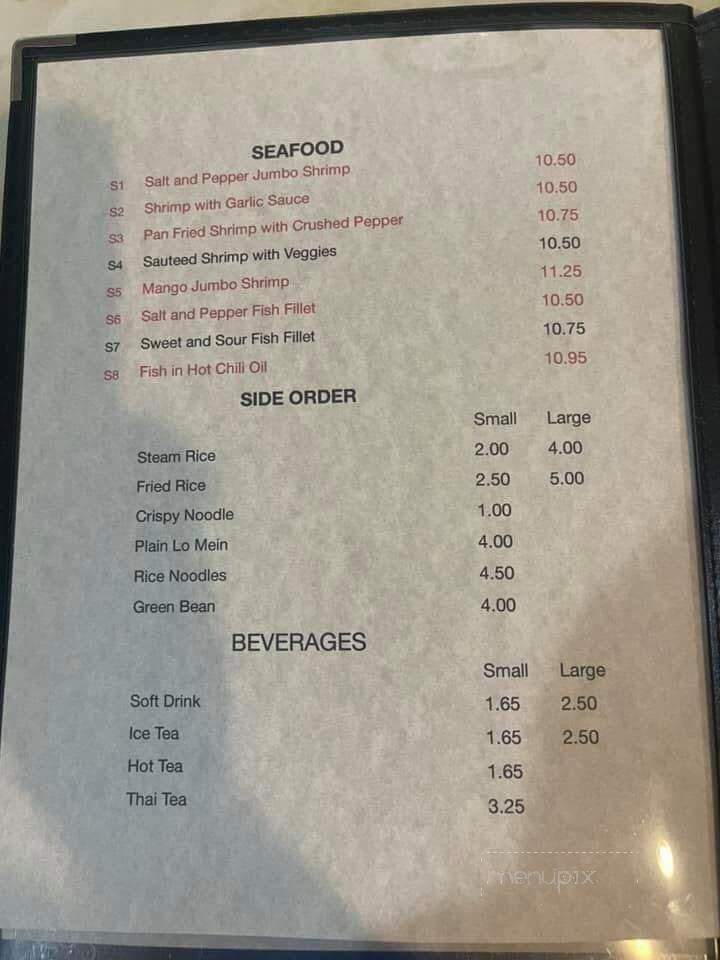 SEAFOOD
S1 Salt and Pepper Jumbo Shrimp 10.50
S2 Shrimp with Garlic Sauce 10.50
S3 Pan Fried Shrimp with Crushed Pepper 10.75
S4 Sauteed Shrimp with Veggies 10.50
S5 Mango Jumbo Shrimp 11.25
S6 Salt and Pepper Fish Fillet 10.50
S7 Sweet and Sour Fish Fillet 10.75
S8 Fish in Hot Chili Oil 10.95
SIDE ORDER
Small Large
Steam Rice 2.00 4.00
Fried Rice 2.50 5.00
Crispy Noodle 1.00
Plain Lo Mein 4.00
Rice Noodles 4.50
Green Bean 4.00
BEVERAGES
Small Large
Soft Drink 1.65 2.50
Ice Tea 1.65 2.50
Hot Tea 1.65
Thai Tea 3.25
menupix